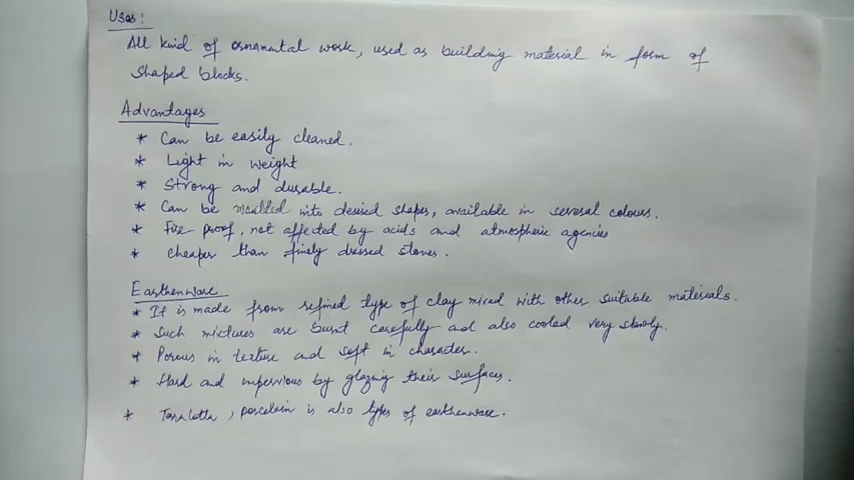 Uses:
All kind of ornamental work, used as building material in form of
shaped blocks.
Advantages
* Can be easily cleaned.
* Light in weight
* Strong and durable.
* Can be moulded into desired shapes, available in several colours.
* Fire proof, not affected by acids and atmospheric agencies
* Cheaper than finely dressed stones.
Earthenware
* It is made from refined type of clay mixed with other suitable materials.
* Such mixtures are burnt carefully and also cooled very slowly.
* Porous in texture and soft in character.
* Hard and impervious by glazing their surfaces.
* Terracotta, porcelain is also types of earthenware.